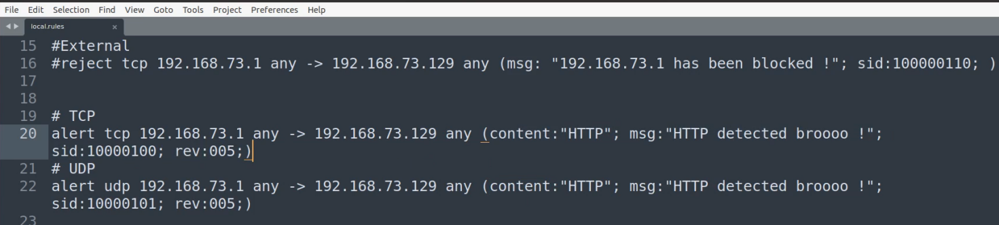 File Edit Selection Find View Goto Tools Project Preferences Help
local.rules ×
15 #External
16 #reject tcp 192.168.73.1 any -> 192.168.73.129 any (msg: "192.168.73.1 has been blocked !"; sid:100000110; )
17
18
19 # TCP
20 alert tcp 192.168.73.1 any -> 192.168.73.129 any (content:"HTTP"; msg:"HTTP detected broooo !";
sid:10000100; rev:005;)
21 # UDP
22 alert udp 192.168.73.1 any -> 192.168.73.129 any (content:"HTTP"; msg:"HTTP detected broooo !";
sid:10000101; rev:005;)
23